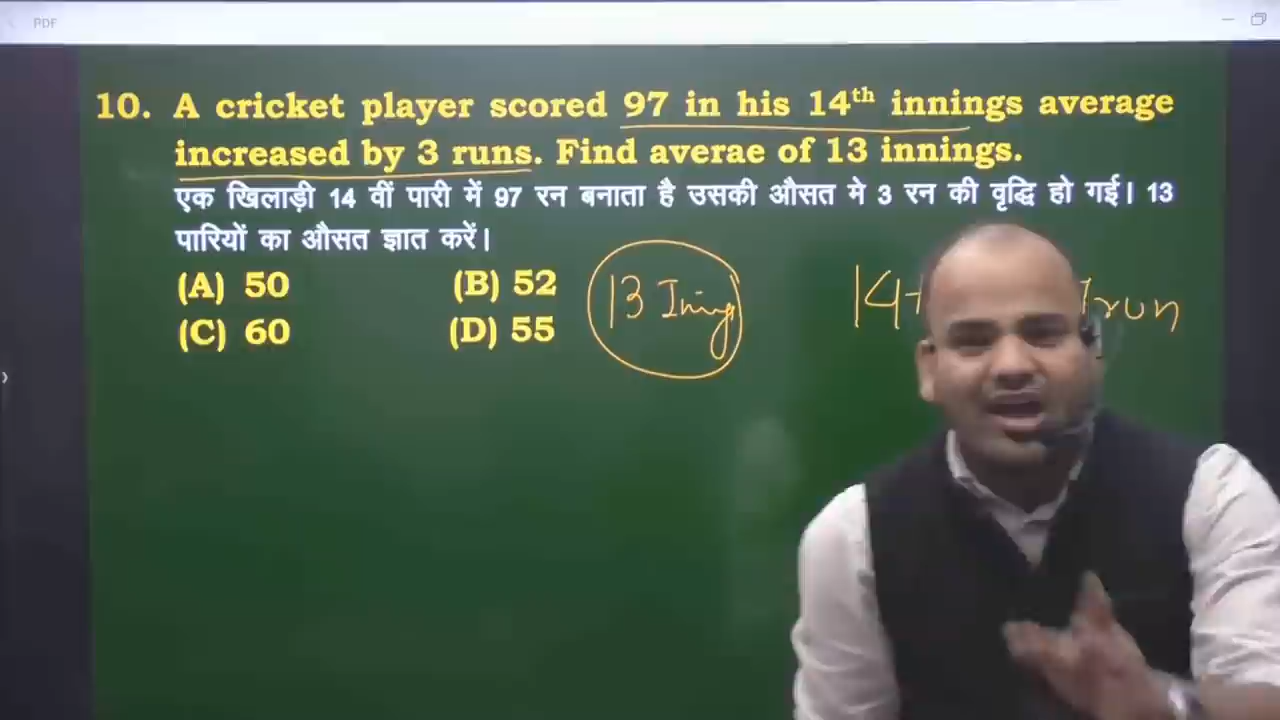 PDF
10. A cricket player scored 97 in his 14th innings average
increased by 3 runs. Find averae of 13 innings.
एक खिलाड़ी 14 वीं पारी में 97 रन बनाता है उसकी औसत मे 3 रन की वृद्धि हो गई। 13
पारियों का औसत ज्ञात करें।
(A) 50 (B) 52
(C) 60 (D) 55
13 Ining
run